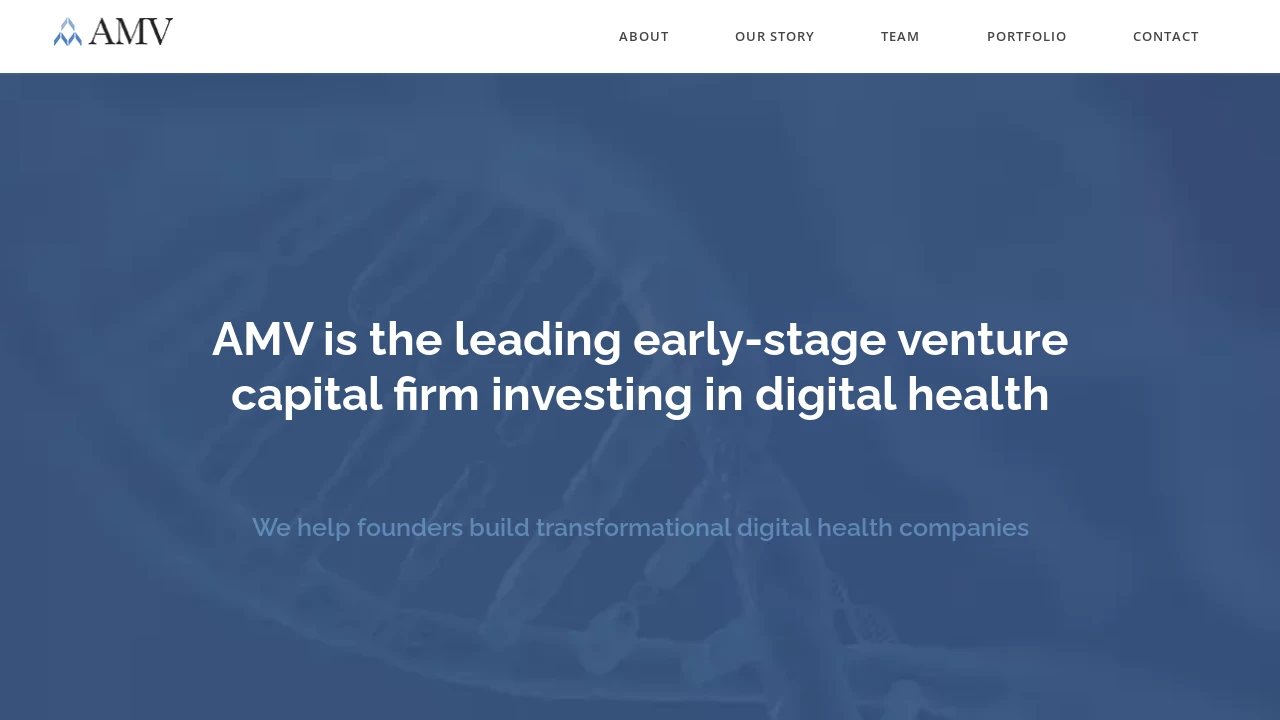 AMV
ABOUT
OUR STORY
TEAM
PORTFOLIO
CONTACT
AMV is the leading early-stage venture
capital firm investing in digital health
We help founders build transformational digital health companies